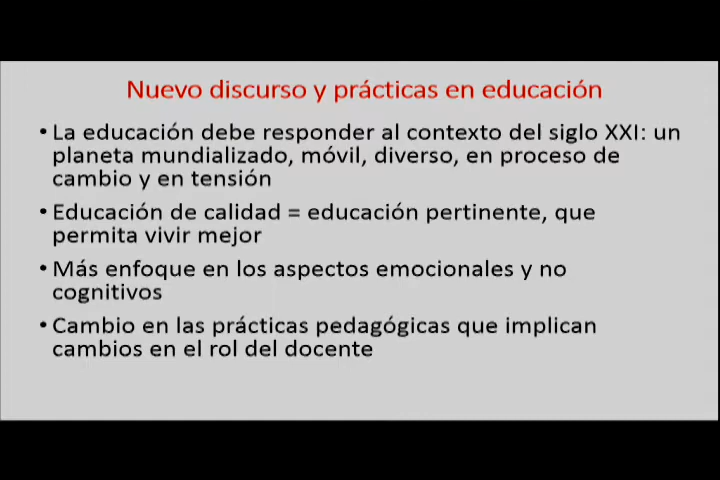 Nuevo discurso y prácticas en educación
• La educación debe responder al contexto del siglo XXI: un
planeta mundializado, móvil, diverso, en proceso de
cambio y en tensión
• Educación de calidad = educación pertinente, que
permita vivir mejor
• Más enfoque en los aspectos emocionales y no
cognitivos
• Cambio en las prácticas pedagógicas que implican
cambios en el rol del docente